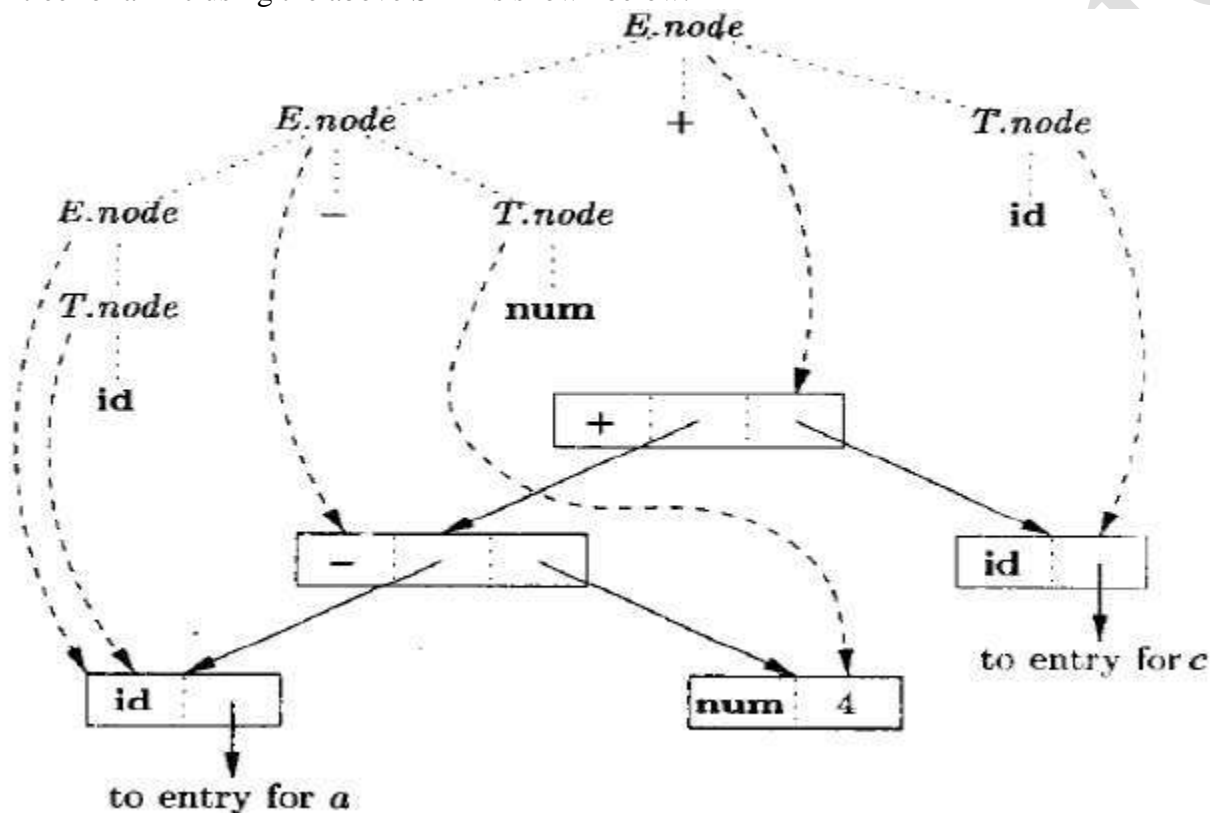 E.node
E.node + T.node
E.node − T.node id
T.node num
id
+
− id
to entry for c
id num 4
to entry for a